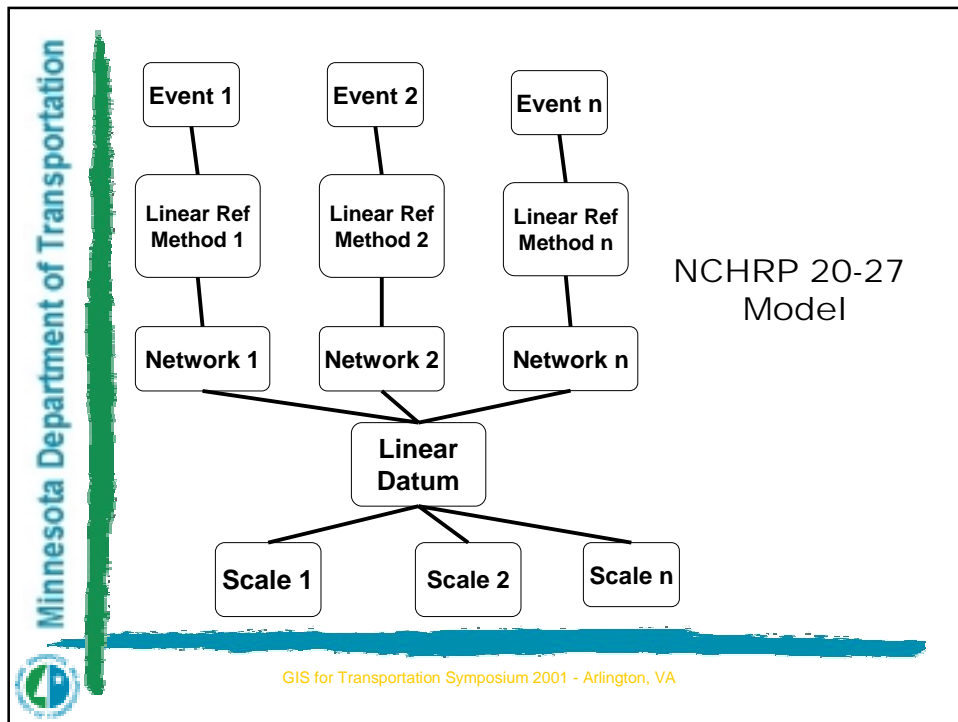 Minnesota Department of Transportation
Event 1
Event 2
Event n
Linear Ref
Method 1
Linear Ref
Method 2
Linear Ref
Method n
NCHRP 20-27
Model
Network 1
Network 2
Network n
Linear
Datum
Scale 1
Scale 2
Scale n
GIS for Transportation Symposium 2001 - Arlington, VA